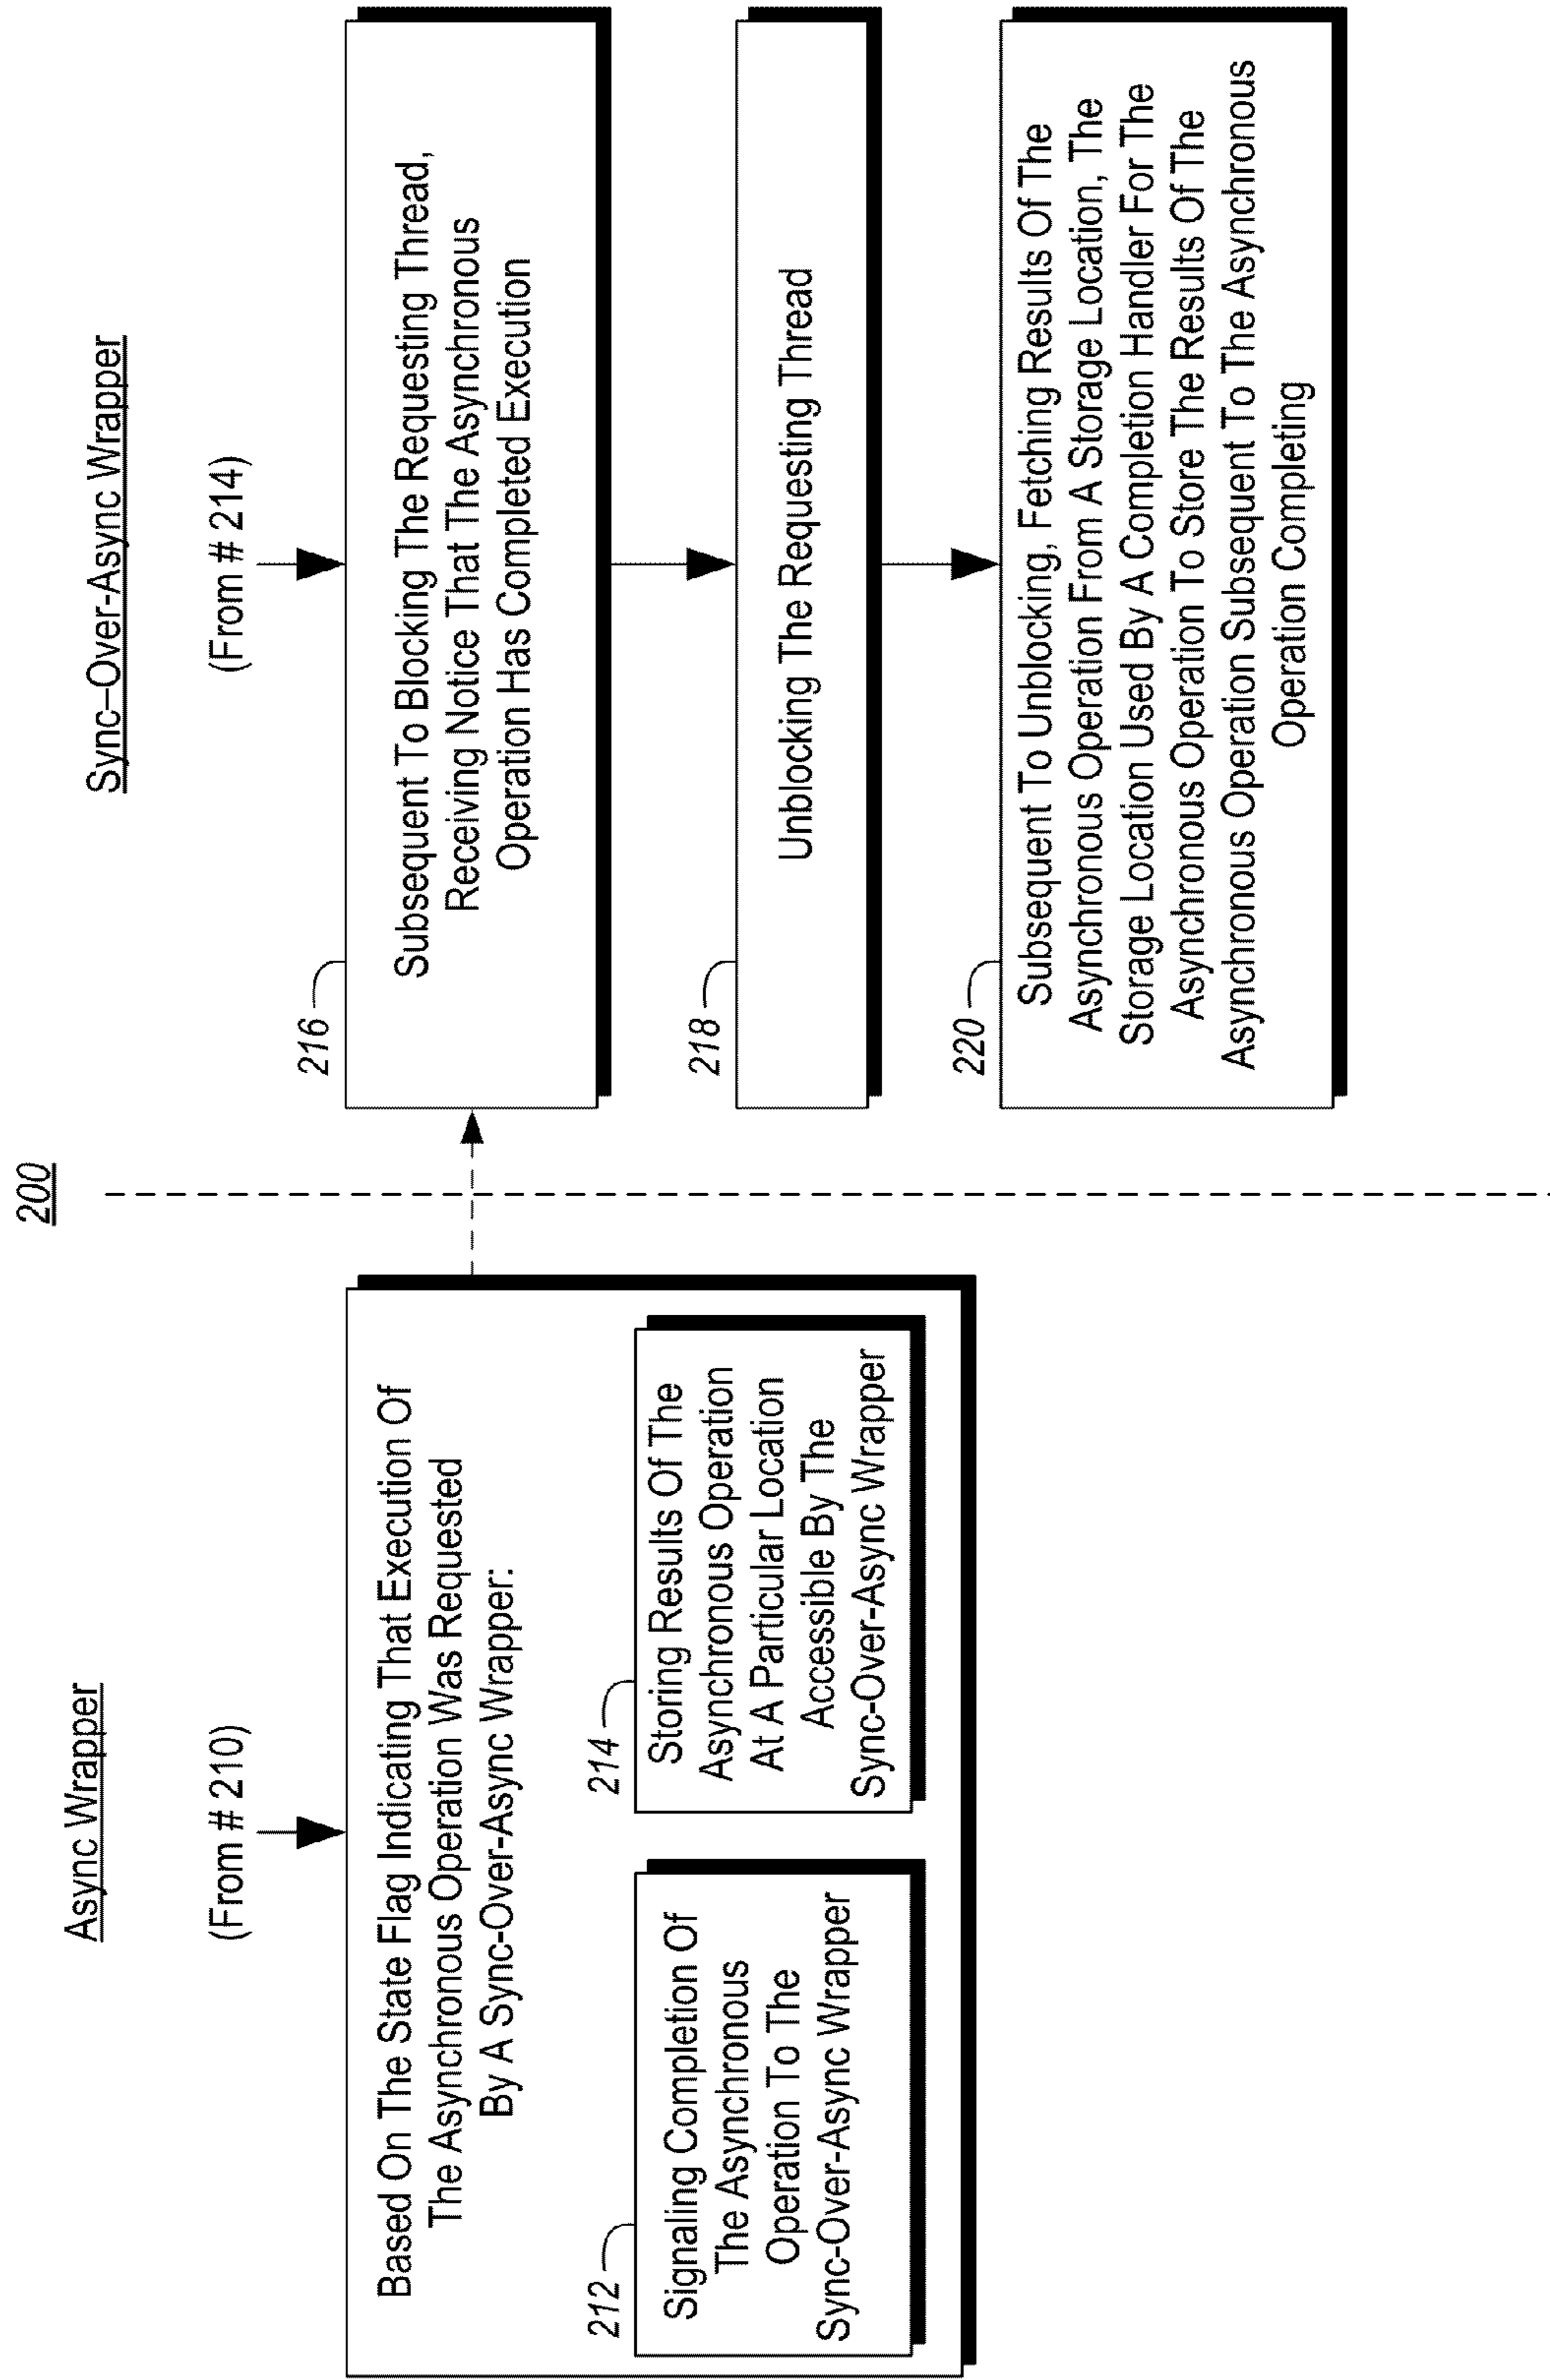 200
Async Wrapper
(From # 210)
Based On The State Flag Indicating That Execution Of
The Asynchronous Operation Was Requested
By A Sync-Over-Async Wrapper:
212
Signaling Completion Of
The Asynchronous
Operation To The
Sync-Over-Async Wrapper
214
Storing Results Of The
Asynchronous Operation
At A Particular Location
Accessible By The
Sync-Over-Async Wrapper
Sync–Over-Async Wrapper
(From # 214)
216
Subsequent To Blocking The Requesting Thread,
Receiving Notice That The Asynchronous
Operation Has Completed Execution
218
Unblocking The Requesting Thread
220
Subsequent To Unblocking, Fetching Results Of The
Asynchronous Operation From A Storage Location, The
Storage Location Used By A Completion Handler For The
Asynchronous Operation To Store The Results Of The
Asynchronous Operation Subsequent To The Asynchronous
Operation Completing